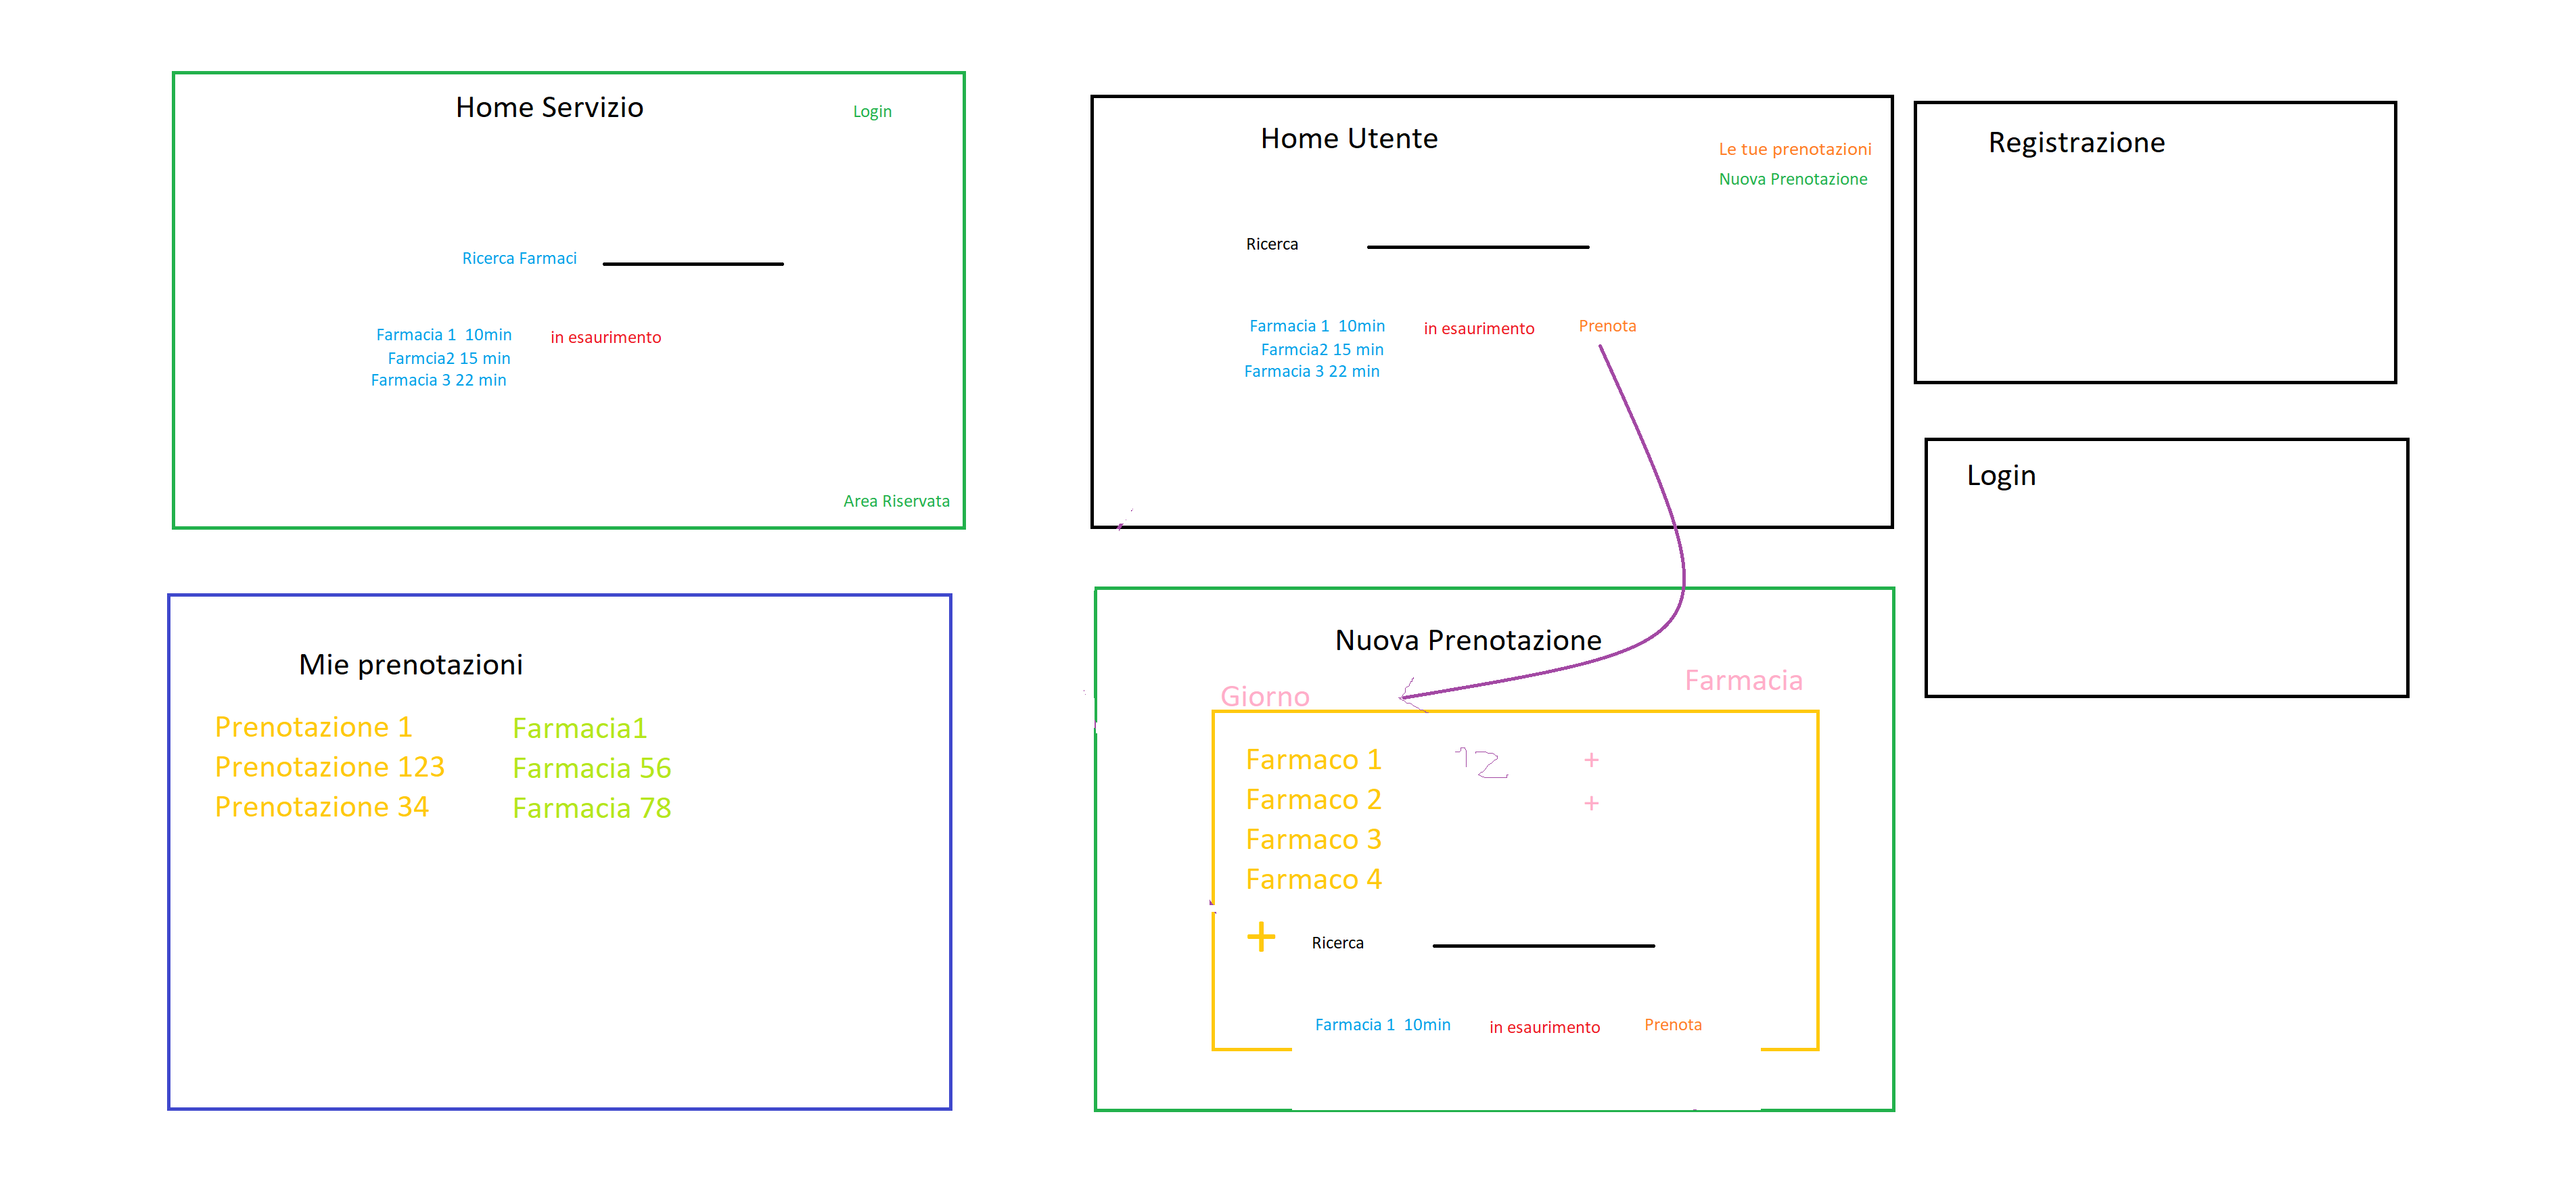 Home Servizio
Login
Ricerca Farmaci
Farmacia 1  10min
in esaurimento
Farmcia2 15 min
Farmacia 3 22 min
Area Riservata
Home Utente
Le tue prenotazioni
Nuova Prenotazione
Ricerca
Farmacia 1  10min
in esaurimento
Prenota
Farmcia2 15 min
Farmacia 3 22 min
Registrazione
Login
Mie prenotazioni
Prenotazione 1
Farmacia1
Prenotazione 123
Farmacia 56
Prenotazione 34
Farmacia 78
Nuova Prenotazione
Giorno
Farmacia
Farmaco 1
12
+
Farmaco 2
+
Farmaco 3
Farmaco 4
+
Ricerca
Farmacia 1  10min
in esaurimento
Prenota